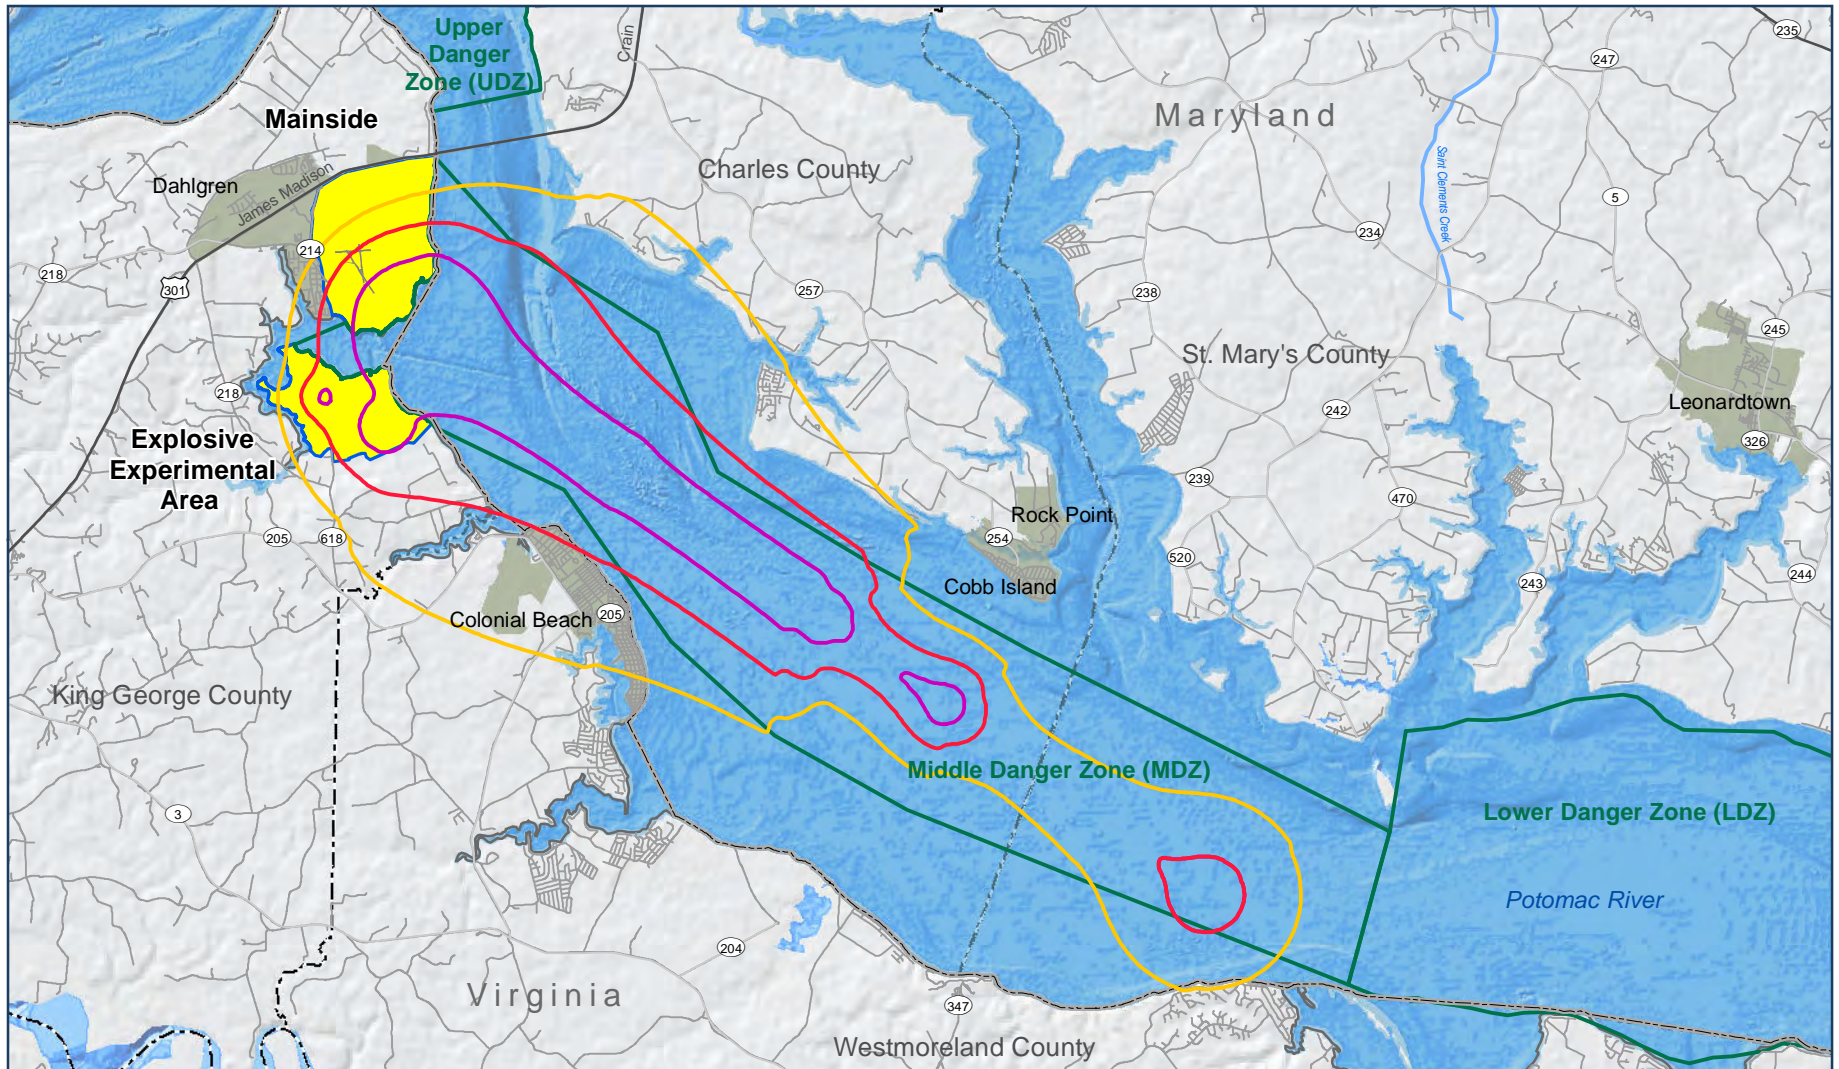 Upper
Danger
Zone (UDZ)
Crain
235
247
Mainside
Maryland
Saint Clements Creek
Charles County
Dahlgren
James Madison
5
214
234
218
301
257
238
245
St. Mary's County
218
242
Leonardtown
326
Explosive
Experimental
Area
239
470
Rock Point
205
618
254
520
Cobb Island
243
244
Colonial Beach
205
King George County
Middle Danger Zone (MDZ)
3
Lower Danger Zone (LDZ)
Potomac River
204
Virginia
347
Westmoreland County